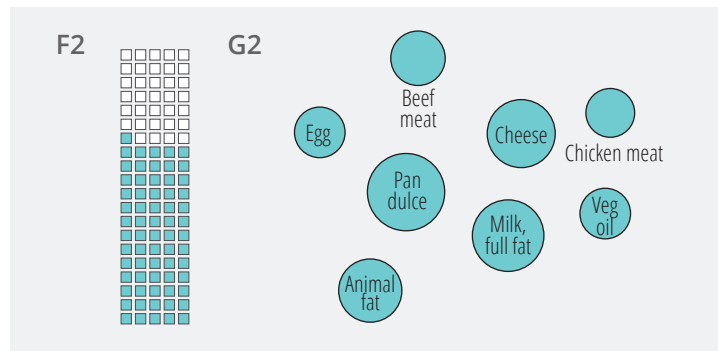 F2
G2
Beef
meat
Egg
Cheese
Chicken meat
Pan
dulce
Veg
oil
Milk,
full fat
Animal
fat